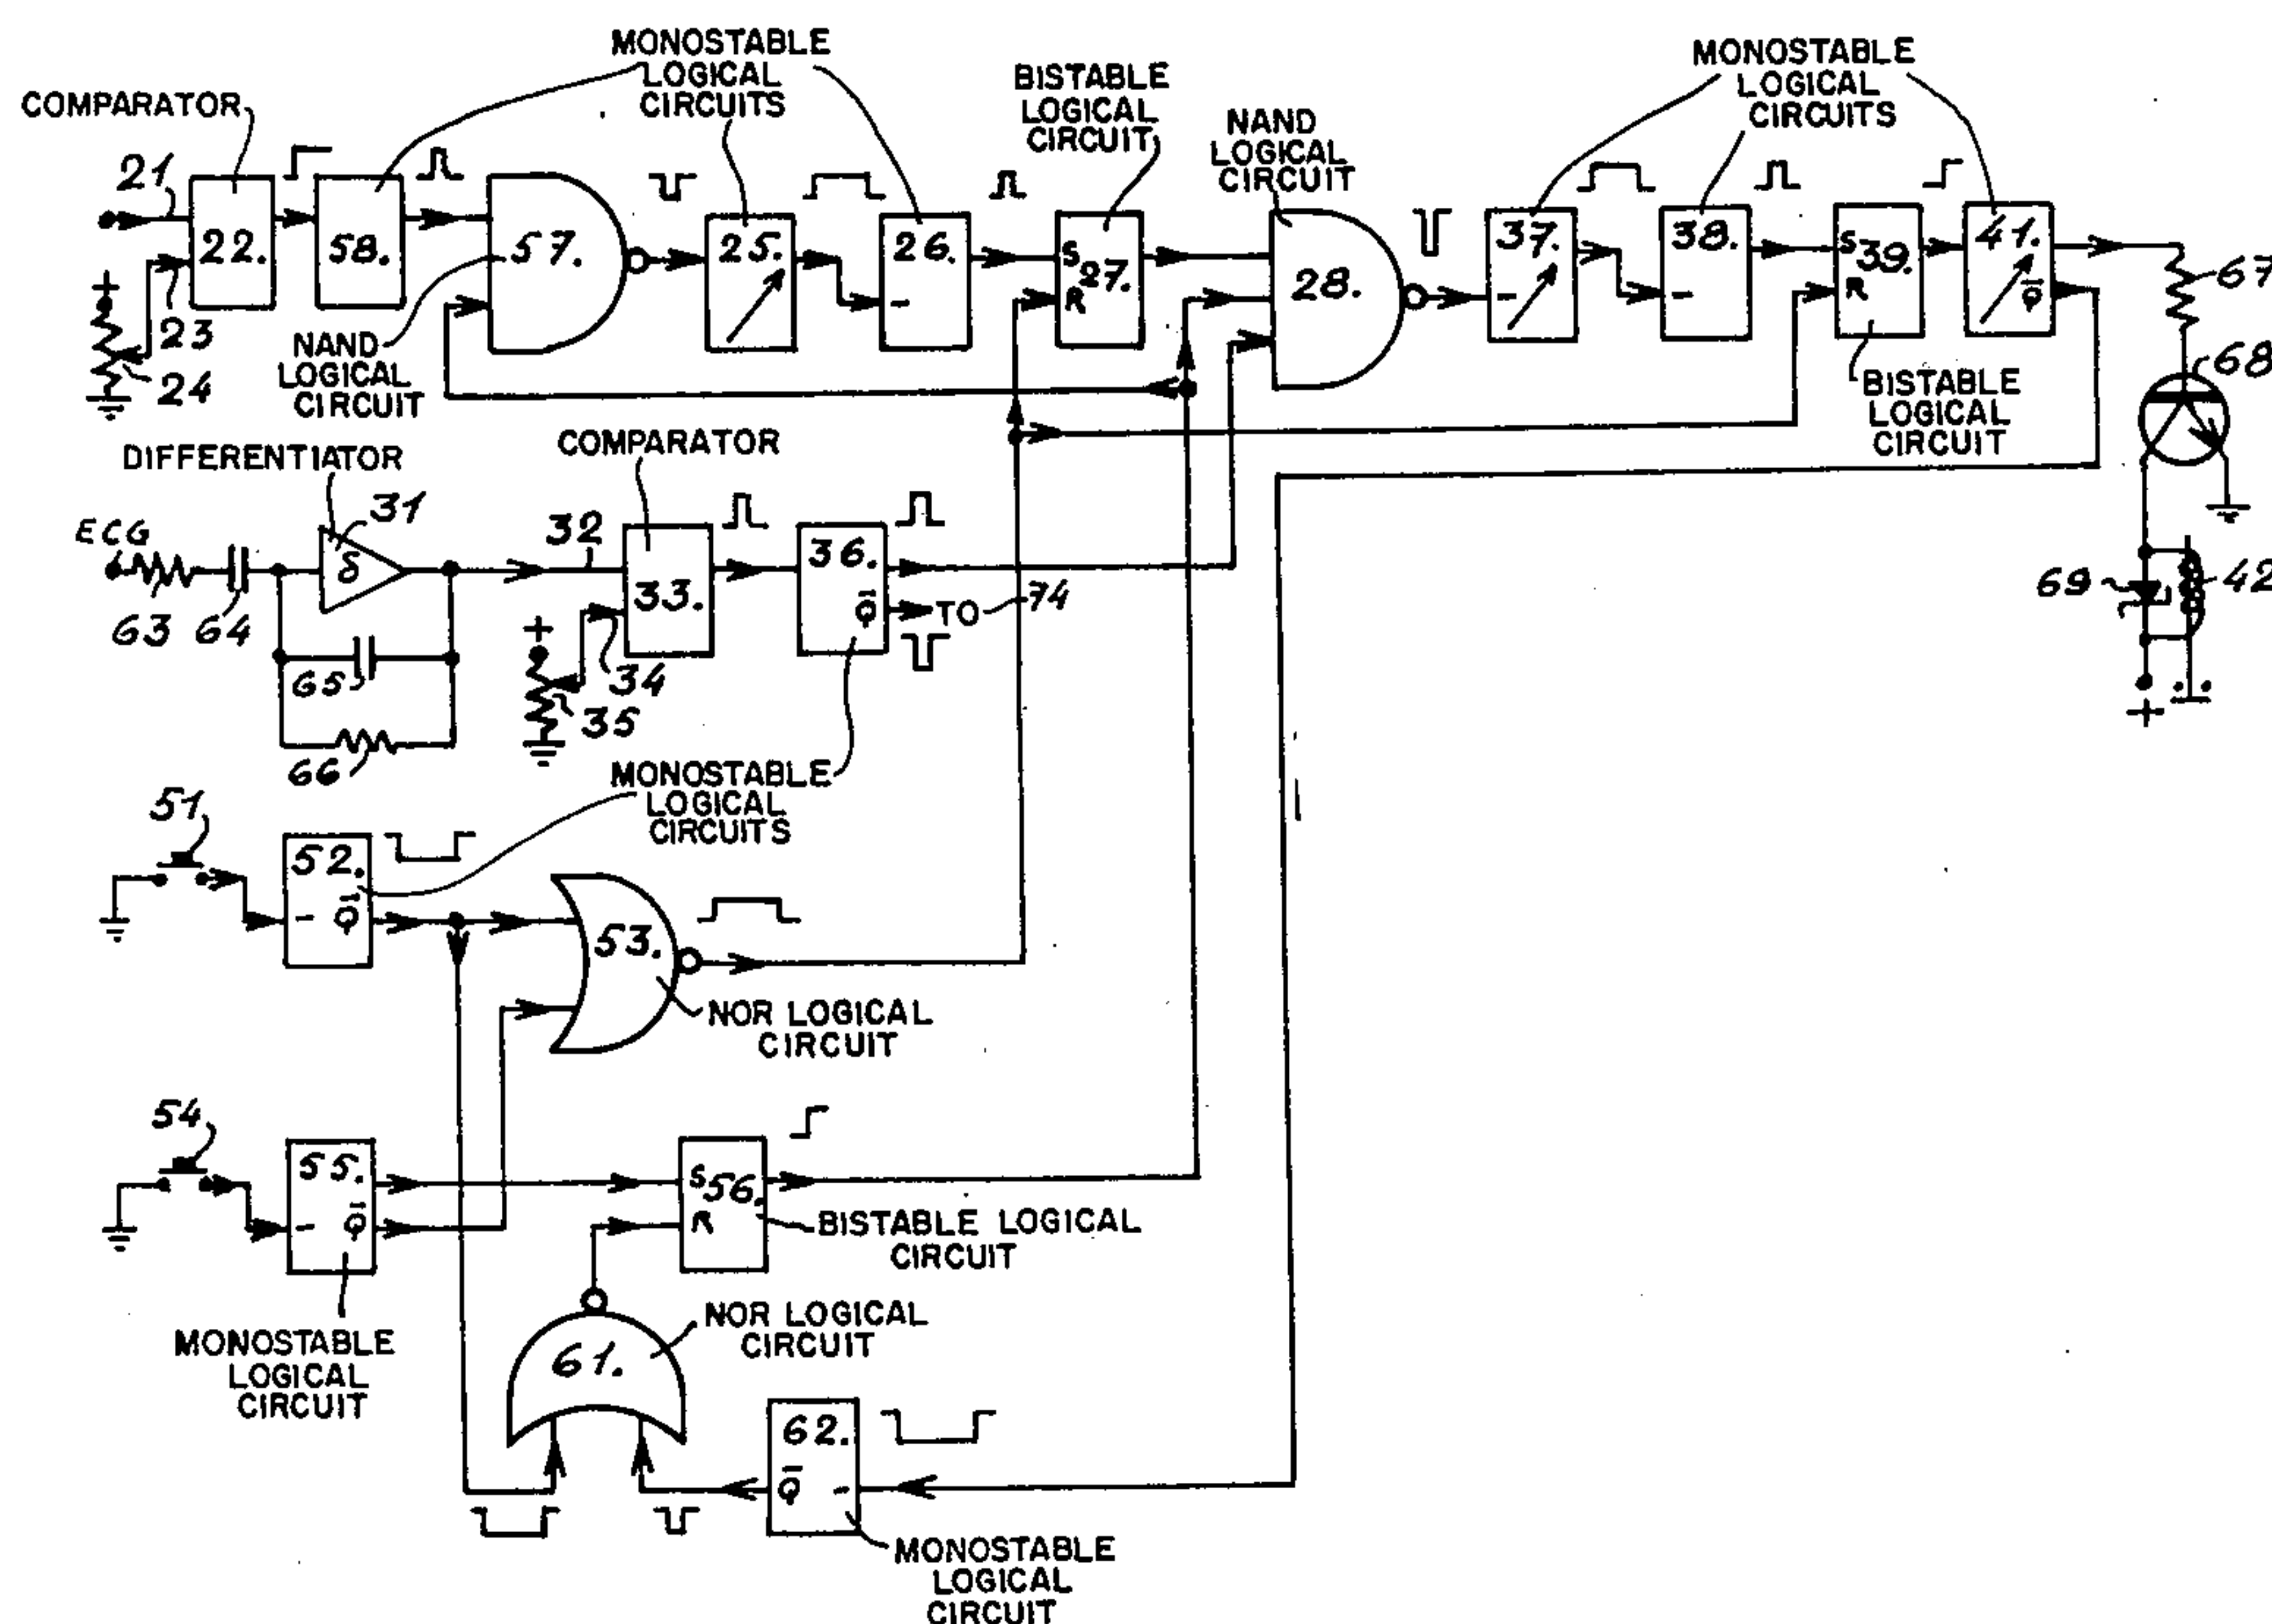 MONOSTABLE
LOGICAL
CIRCUITS
COMPARATOR
BISTABLE
LOGICAL
CIRCUIT
NAND
LOGICAL
CIRCUIT
MONOSTABLE
LOGICAL
CIRCUITS
21
22.
58.
57.
25.
26.
S
27.
R
28.
37.
38.
S
39.
R
41.
Q̄
67
+
23
24
NAND
LOGICAL
CIRCUIT
-
-
-
68
BISTABLE
LOGICAL
CIRCUIT
DIFFERENTIATOR
COMPARATOR
ECG
31
δ
32
33.
36.
Q̄
TO 74
63
64
+
34
35
65
66
69
42
+
MONOSTABLE
LOGICAL
CIRCUITS
51
52.
- Q̄
53.
NOR LOGICAL
CIRCUIT
54
55.
- Q̄
S
56.
R
BISTABLE LOGICAL
CIRCUIT
MONOSTABLE
LOGICAL
CIRCUIT
61.
NOR LOGICAL
CIRCUIT
62.
Q̄ -
MONOSTABLE
LOGICAL
CIRCUIT